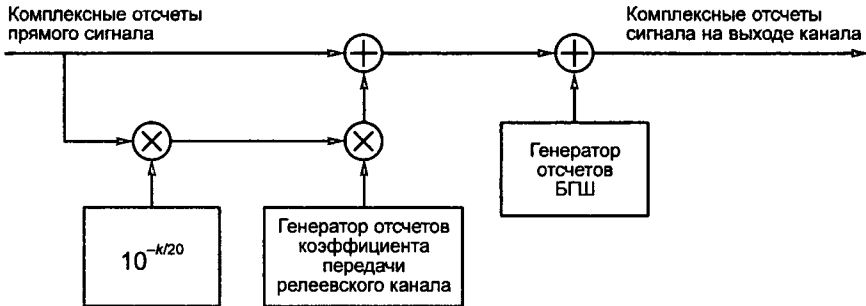 Комплексные отсчеты
прямого сигнала
Комплексные отсчеты
сигнала на выходе канала
10^{-k/20}
Генератор отсчетов
коэффициента
передачи
релеевского канала
Генератор
отсчетов
БГШ